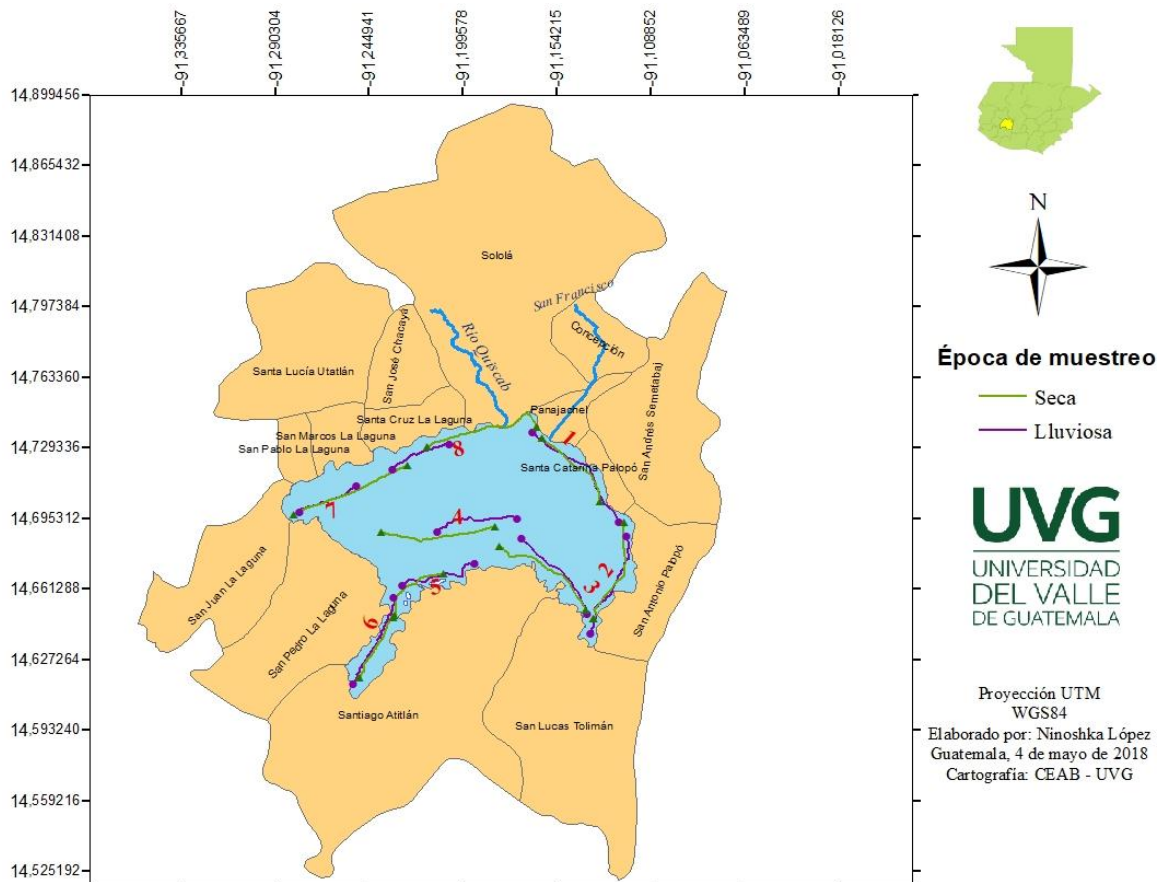 -91,335667
-91,290304
-91,244941
-91,199578
-91,154215
-91,108852
-91,063489
-91,018126
14,899456
14,865432
14,831408
14,797384
14,763360
14,729336
14,695312
14,661288
14,627264
14,593240
14,559216
14,525192
Sololá
San Francisco
Concepción
Río Quiscab
San José Chacaya
Santa Lucía Utatlán
Santa Cruz La Laguna
Panajachel
San Andrés Semetabaj
San Marcos La Laguna
San Pablo La Laguna
Santa Catarina Palopó
1
8
7
4
2
3
5
6
San Juan La Laguna
San Pedro La Laguna
San Antonio Palopó
Santiago Atitlán
San Lucas Tolimán
N
Época de muestreo
Seca
Lluviosa
UVG
UNIVERSIDAD
DEL VALLE
DE GUATEMALA
Proyección UTM
WGS84
Elaborado por: Ninoshka López
Guatemala, 4 de mayo de 2018
Cartografía: CEAB - UVG